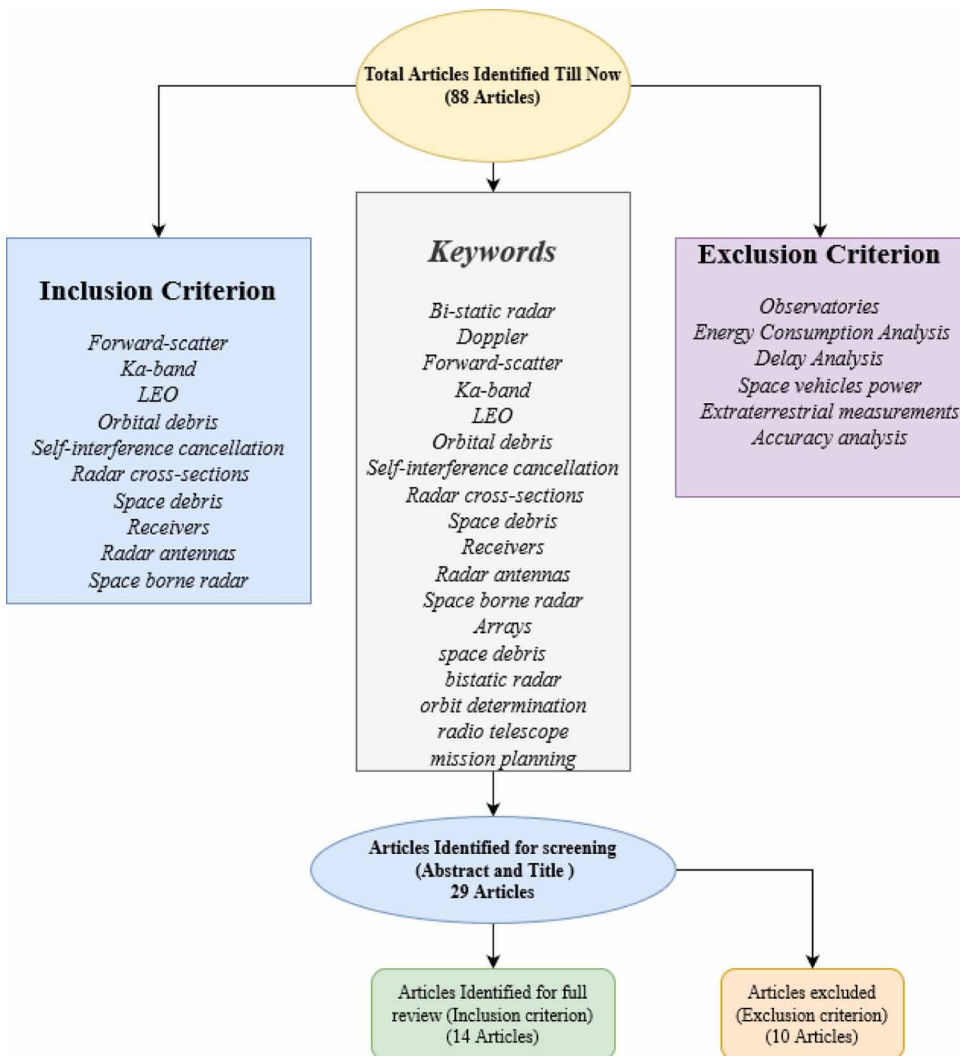 Total Articles Identified Till Now
(88 Articles)
Inclusion Criterion
Forward-scatter
Ka-band
LEO
Orbital debris
Self-interference cancellation
Radar cross-sections
Space debris
Receivers
Radar antennas
Space borne radar
Keywords
Bi-static radar
Doppler
Forward-scatter
Ka-band
LEO
Orbital debris
Self-interference cancellation
Radar cross-sections
Space debris
Receivers
Radar antennas
Space borne radar
Arrays
space debris
bistatic radar
orbit determination
radio telescope
mission planning
Exclusion Criterion
Observatories
Energy Consumption Analysis
Delay Analysis
Space vehicles power
Extraterrestrial measurements
Accuracy analysis
Articles Identified for screening
(Abstract and Title )
29 Articles
Articles Identified for full
review (Inclusion criterion)
(14 Articles)
Articles excluded
(Exclusion criterion)
(10 Articles)